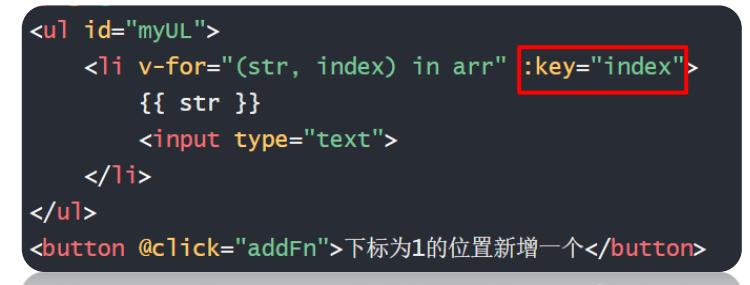 <ul id="myUL">
<li v-for="(str, index) in arr" :key="index">
{{ str }}
<input type="text">
</li>
</ul>
<button @click="addFn">下标为1的位置新增一个</button>